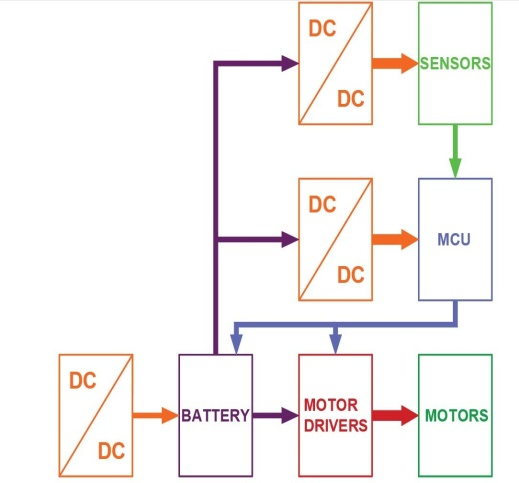 DC
DC
SENSORS
DC
DC
MCU
DC
DC
BATTERY
MOTOR
DRIVERS
MOTORS